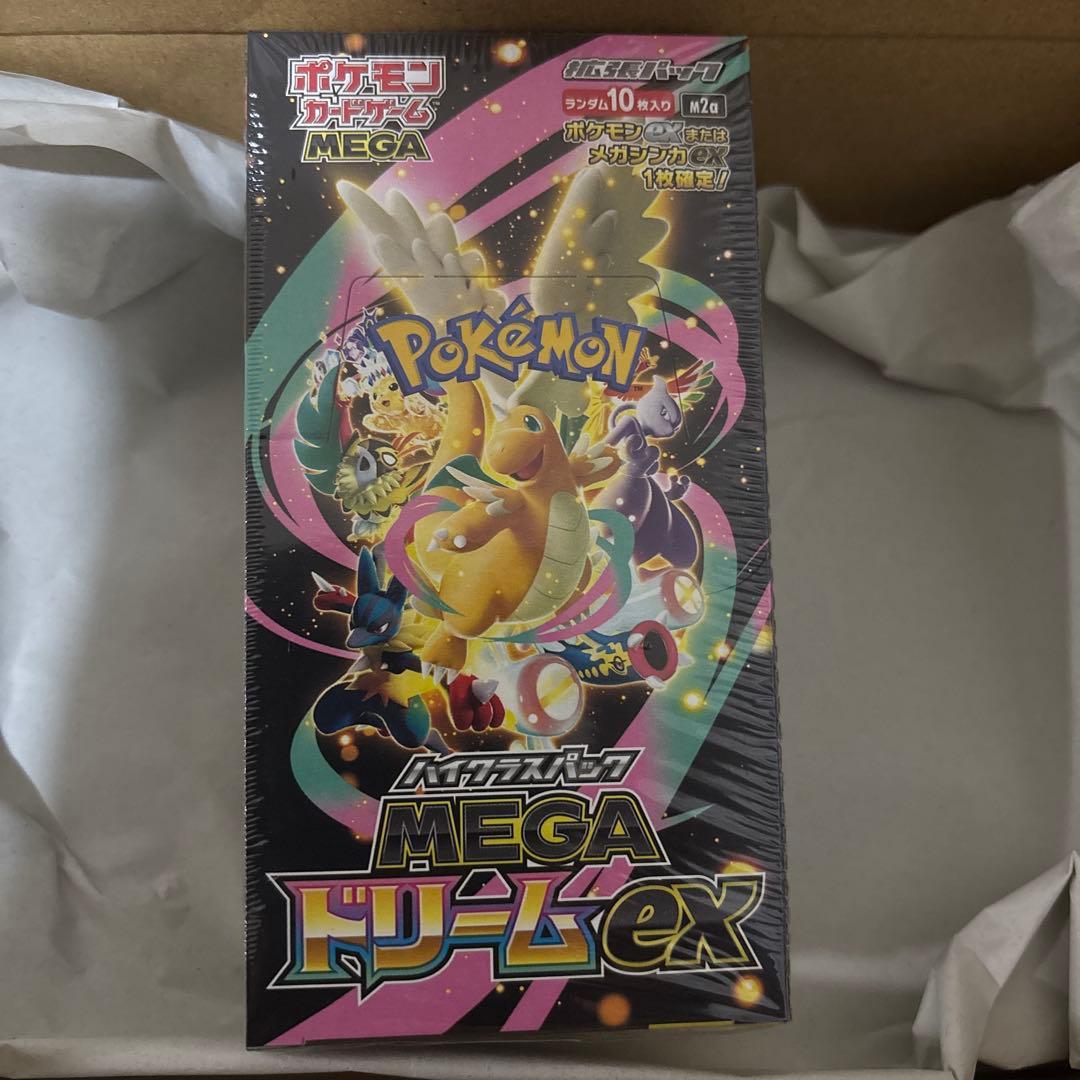 ポケモン
カードゲーム
MEGA
拡張パック
ランダム10枚入り M2a
ポケモンexまたは
メガシンカex
1枚確定！
POKéMON
ハイクラスパック
MEGA
ドリームex